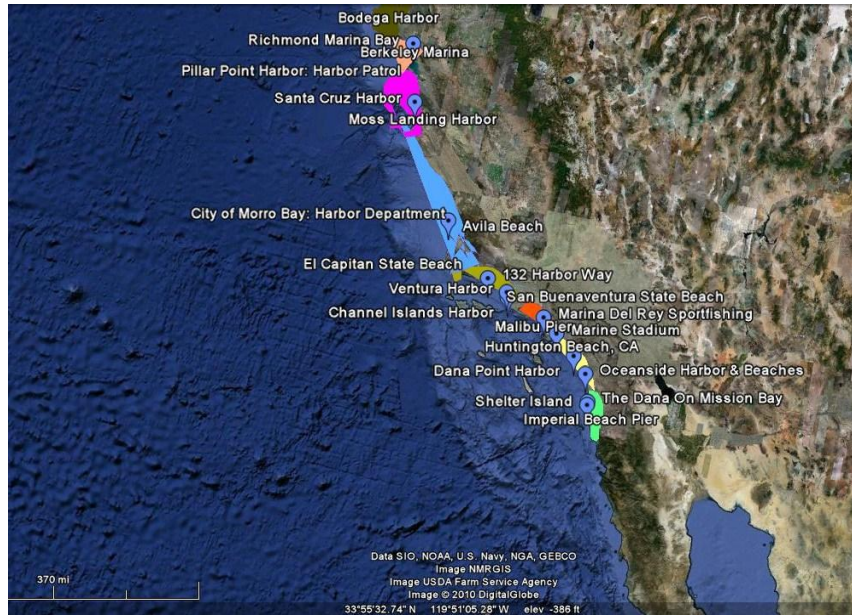 Bodega Harbor
Richmond Marina Bay
Berkeley Marina
Pillar Point Harbor: Harbor Patrol
Santa Cruz Harbor
Moss Landing Harbor
City of Morro Bay: Harbor Department
Avila Beach
El Capitan State Beach
132 Harbor Way
Ventura Harbor
San Buenaventura State Beach
Channel Islands Harbor
Marina Del Rey Sportfishing
Malibu Pier
Marine Stadium
Huntington Beach, CA
Dana Point Harbor
Oceanside Harbor & Beaches
Shelter Island
The Dana On Mission Bay
Imperial Beach Pier
Data SIO, NOAA, U.S. Navy, NGA, GEBCO
Image NMRGIS
370 mi
Image USDA Farm Service Agency
Image © 2010 DigitalGlobe
33°55'32.74" N 119°51'05.28" W elev -386 ft